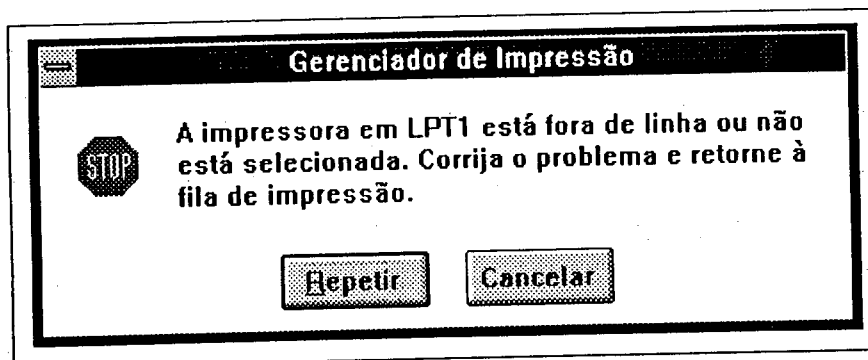 Gerenciador de Impressão
A impressora em LPT1 está fora de linha ou não
STOP
está selecionada. Corrija o problema e retorne à
fila de impressão.
Repetir
Cancelar